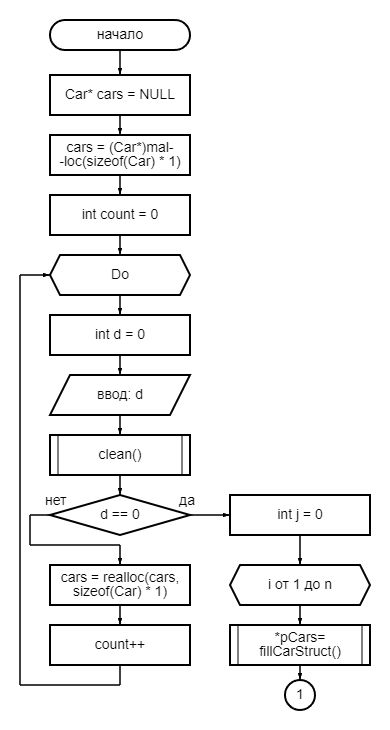 начало
Car* cars = NULL
cars = (Car*)mal-
-loc(sizeof(Car) * 1)
int count = 0
Do
int d = 0
ввод: d
clean()
нет
да
d == 0
int j = 0
i от 1 до n
cars = realloc(cars,
sizeof(Car) * 1)
*pCars=
fillCarStruct()
count++
1